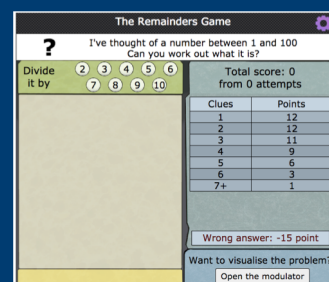 The Remainders Game
?
I've thought of a number between 1 and 100
Can you work out what it is?
Divide
it by
2 3 4 5 6
7 8 9 10
Total score: 0
from 0 attempts
Clues Points
1 12
2 12
3 11
4 9
5 6
6 3
7+ 1
Wrong answer: -15 point
Want to visualise the problem?
Open the modulator